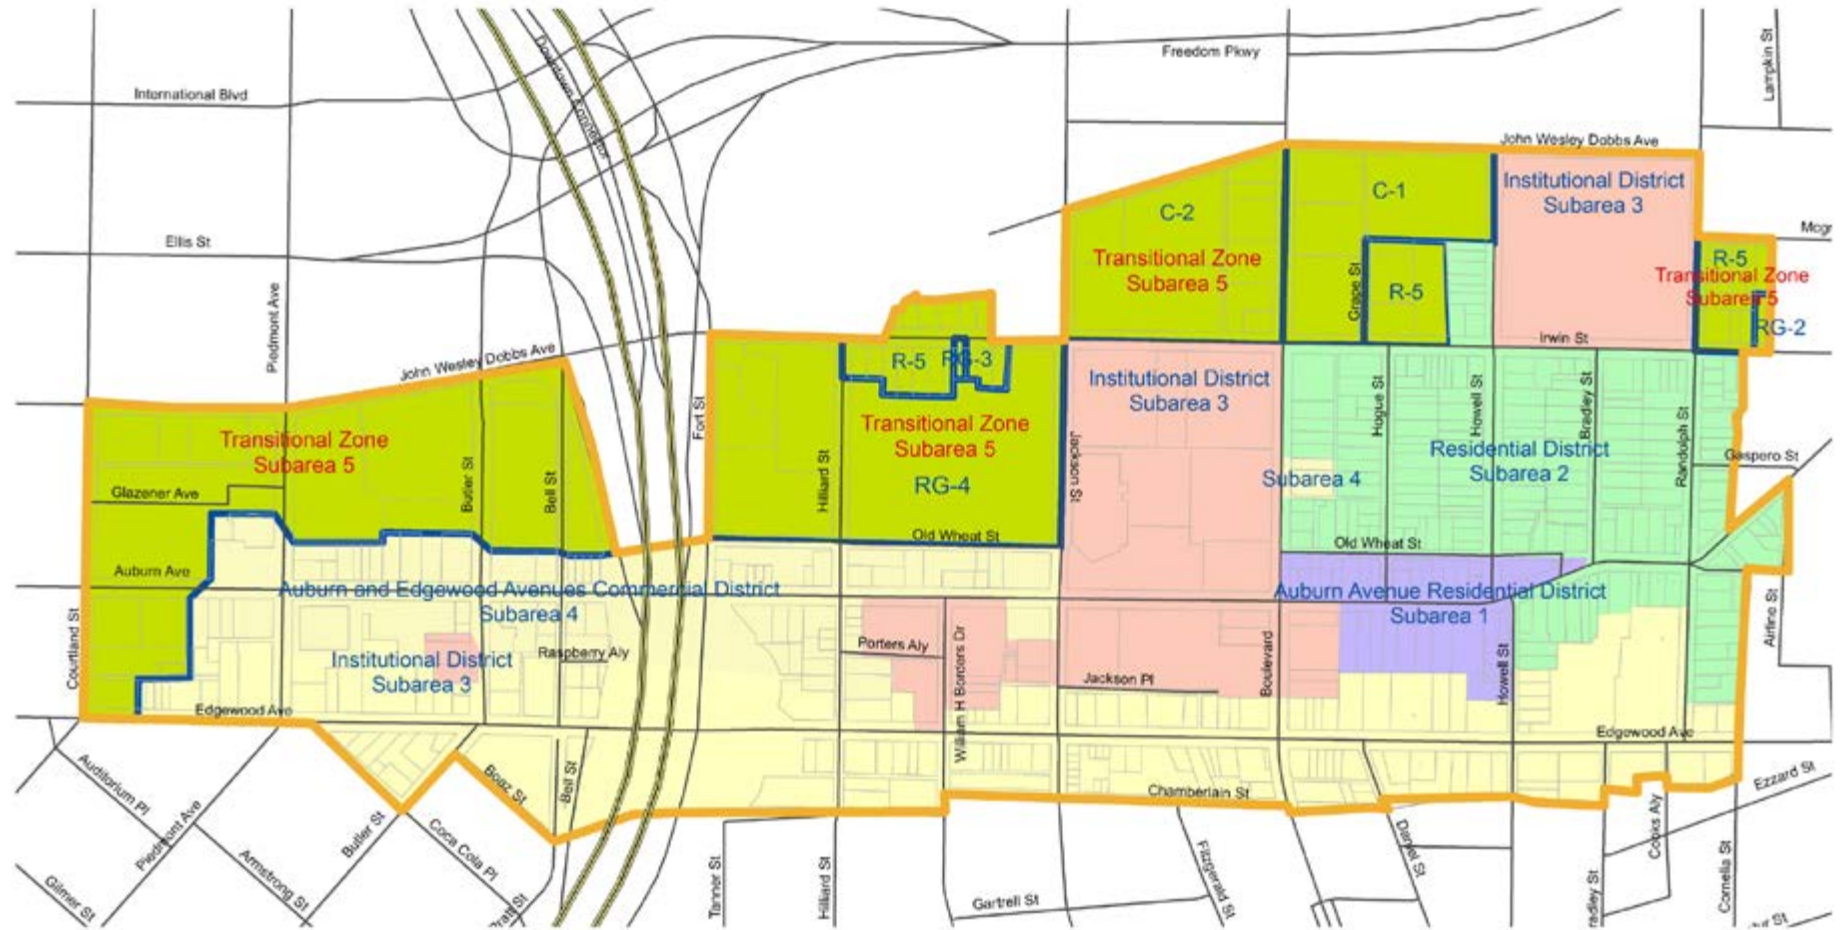 Lampkin St
Freedom Pkwy
Downtown Connector
International Blvd
John Wesley Dobbs Ave
Institutional District
Subarea 3
C-1
C-2
Mcgr
Ellis St
R-5
Transitional Zone
Subarea 5
Transitional Zone
Subarea 5
Grape St
R-5
RG-2
Piedmont Ave
Irwin St
John Wesley Dobbs Ave
R-5
RG-3
Institutional District
Subarea 3
Fort St
Hogue St
Howell St
Bradley St
Randolph St
Transitional Zone
Subarea 5
Transitional Zone
Subarea 5
Jackson St
Residential District
Subarea 2
Gaspero St
Butler St
Bell St
Hilliard St
RG-4
Subarea 4
Glazener Ave
Old Wheat St
Old Wheat St
Auburn Ave
Auburn and Edgewood Avenues Commercial District
Subarea 4
Auburn Avenue Residential District
Subarea 1
Airline St
Courtland St
Institutional District
Subarea 3
Raspberry Aly
Porters Aly
William H Borders Dr
Jackson Pl
Boulevard
Howell St
Edgewood Ave
Edgewood Ave
Auditorium Pl
Boaz St
Bell St
Chamberlain St
Ezzard St
Piedmont Ave
Butler St
Coca Cola Pl
Armstrong St
Gilmer St
Pratt St
Tanner St
Hilliard St
Gartrell St
Fitzgerald St
Daniel St
radley St
Cooks Aly
Cornelia St